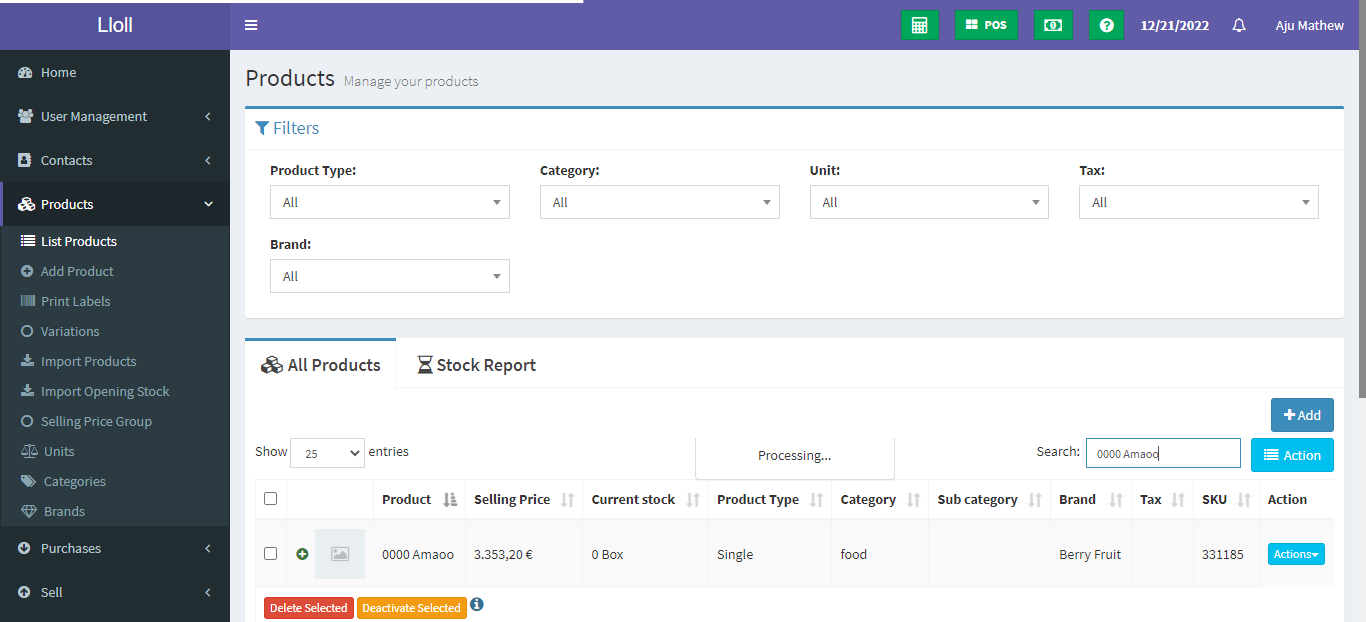 Lloll
POS
12/21/2022
Aju Mathew
Home
User Management
Contacts
Products
List Products
Add Product
Print Labels
Variations
Import Products
Import Opening Stock
Selling Price Group
Units
Categories
Brands
Purchases
Sell
Products Manage your products
Filters
Product Type: Category: Unit: Tax:
All All All All
Brand:
All
All Products Stock Report
Add
Show 25 entries Processing... Search: 0000 Amaoo Action
Product Selling Price Current stock Product Type Category Sub category Brand Tax SKU Action
0000 Amaoo 3.353,20 € 0 Box Single food Berry Fruit 331185 Actions
Delete Selected Deactivate Selected